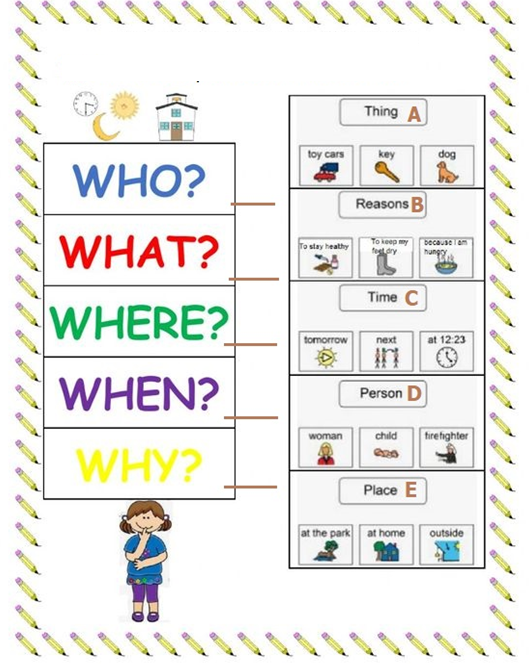 WHO?
WHAT?
WHERE?
WHEN?
WHY?
Thing A
toy cars key dog
Reasons B
To stay healthy To keep my feet dry because I am hungry
Time C
tomorrow next at 12:23
Person D
woman child firefighter
Place E
at the park at home outside